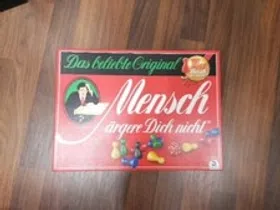 Das beliebte Original
Mensch
ärgere Dich nicht